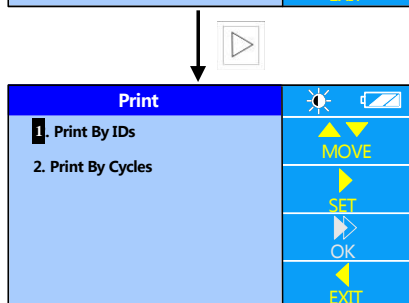 Print
1. Print By IDs
2. Print By Cycles
MOVE
SET
OK
EXIT